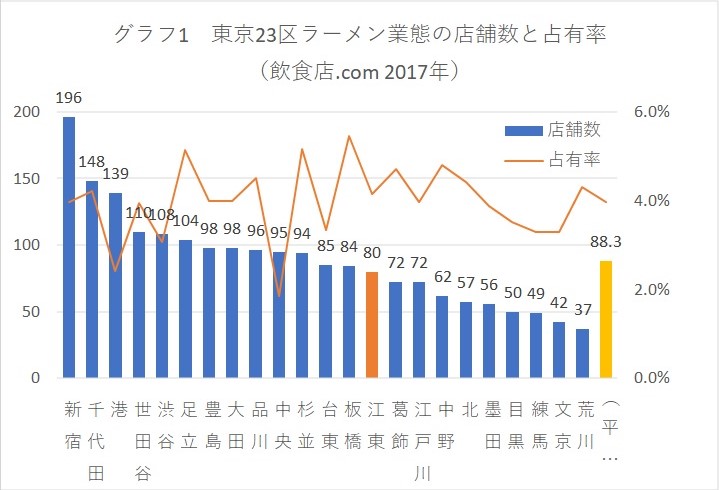 グラフ1　東京23区ラーメン業態の店舗数と占有率
（飲食店.com 2017年）
200
150
100
50
0
6.0%
4.0%
2.0%
0.0%
店舗数
占有率
196
148
139
110
108
104
98
98
96
95
94
85
84
80
72
72
62
57
56
50
49
42
37
88.3
新宿
千代田
港
世田谷
渋谷
足立
豊島
大田
品川
中央
杉並
台東
板橋
江東
葛飾
江戸川
中野
北
墨田
目黒
練馬
文京
荒川
（平…